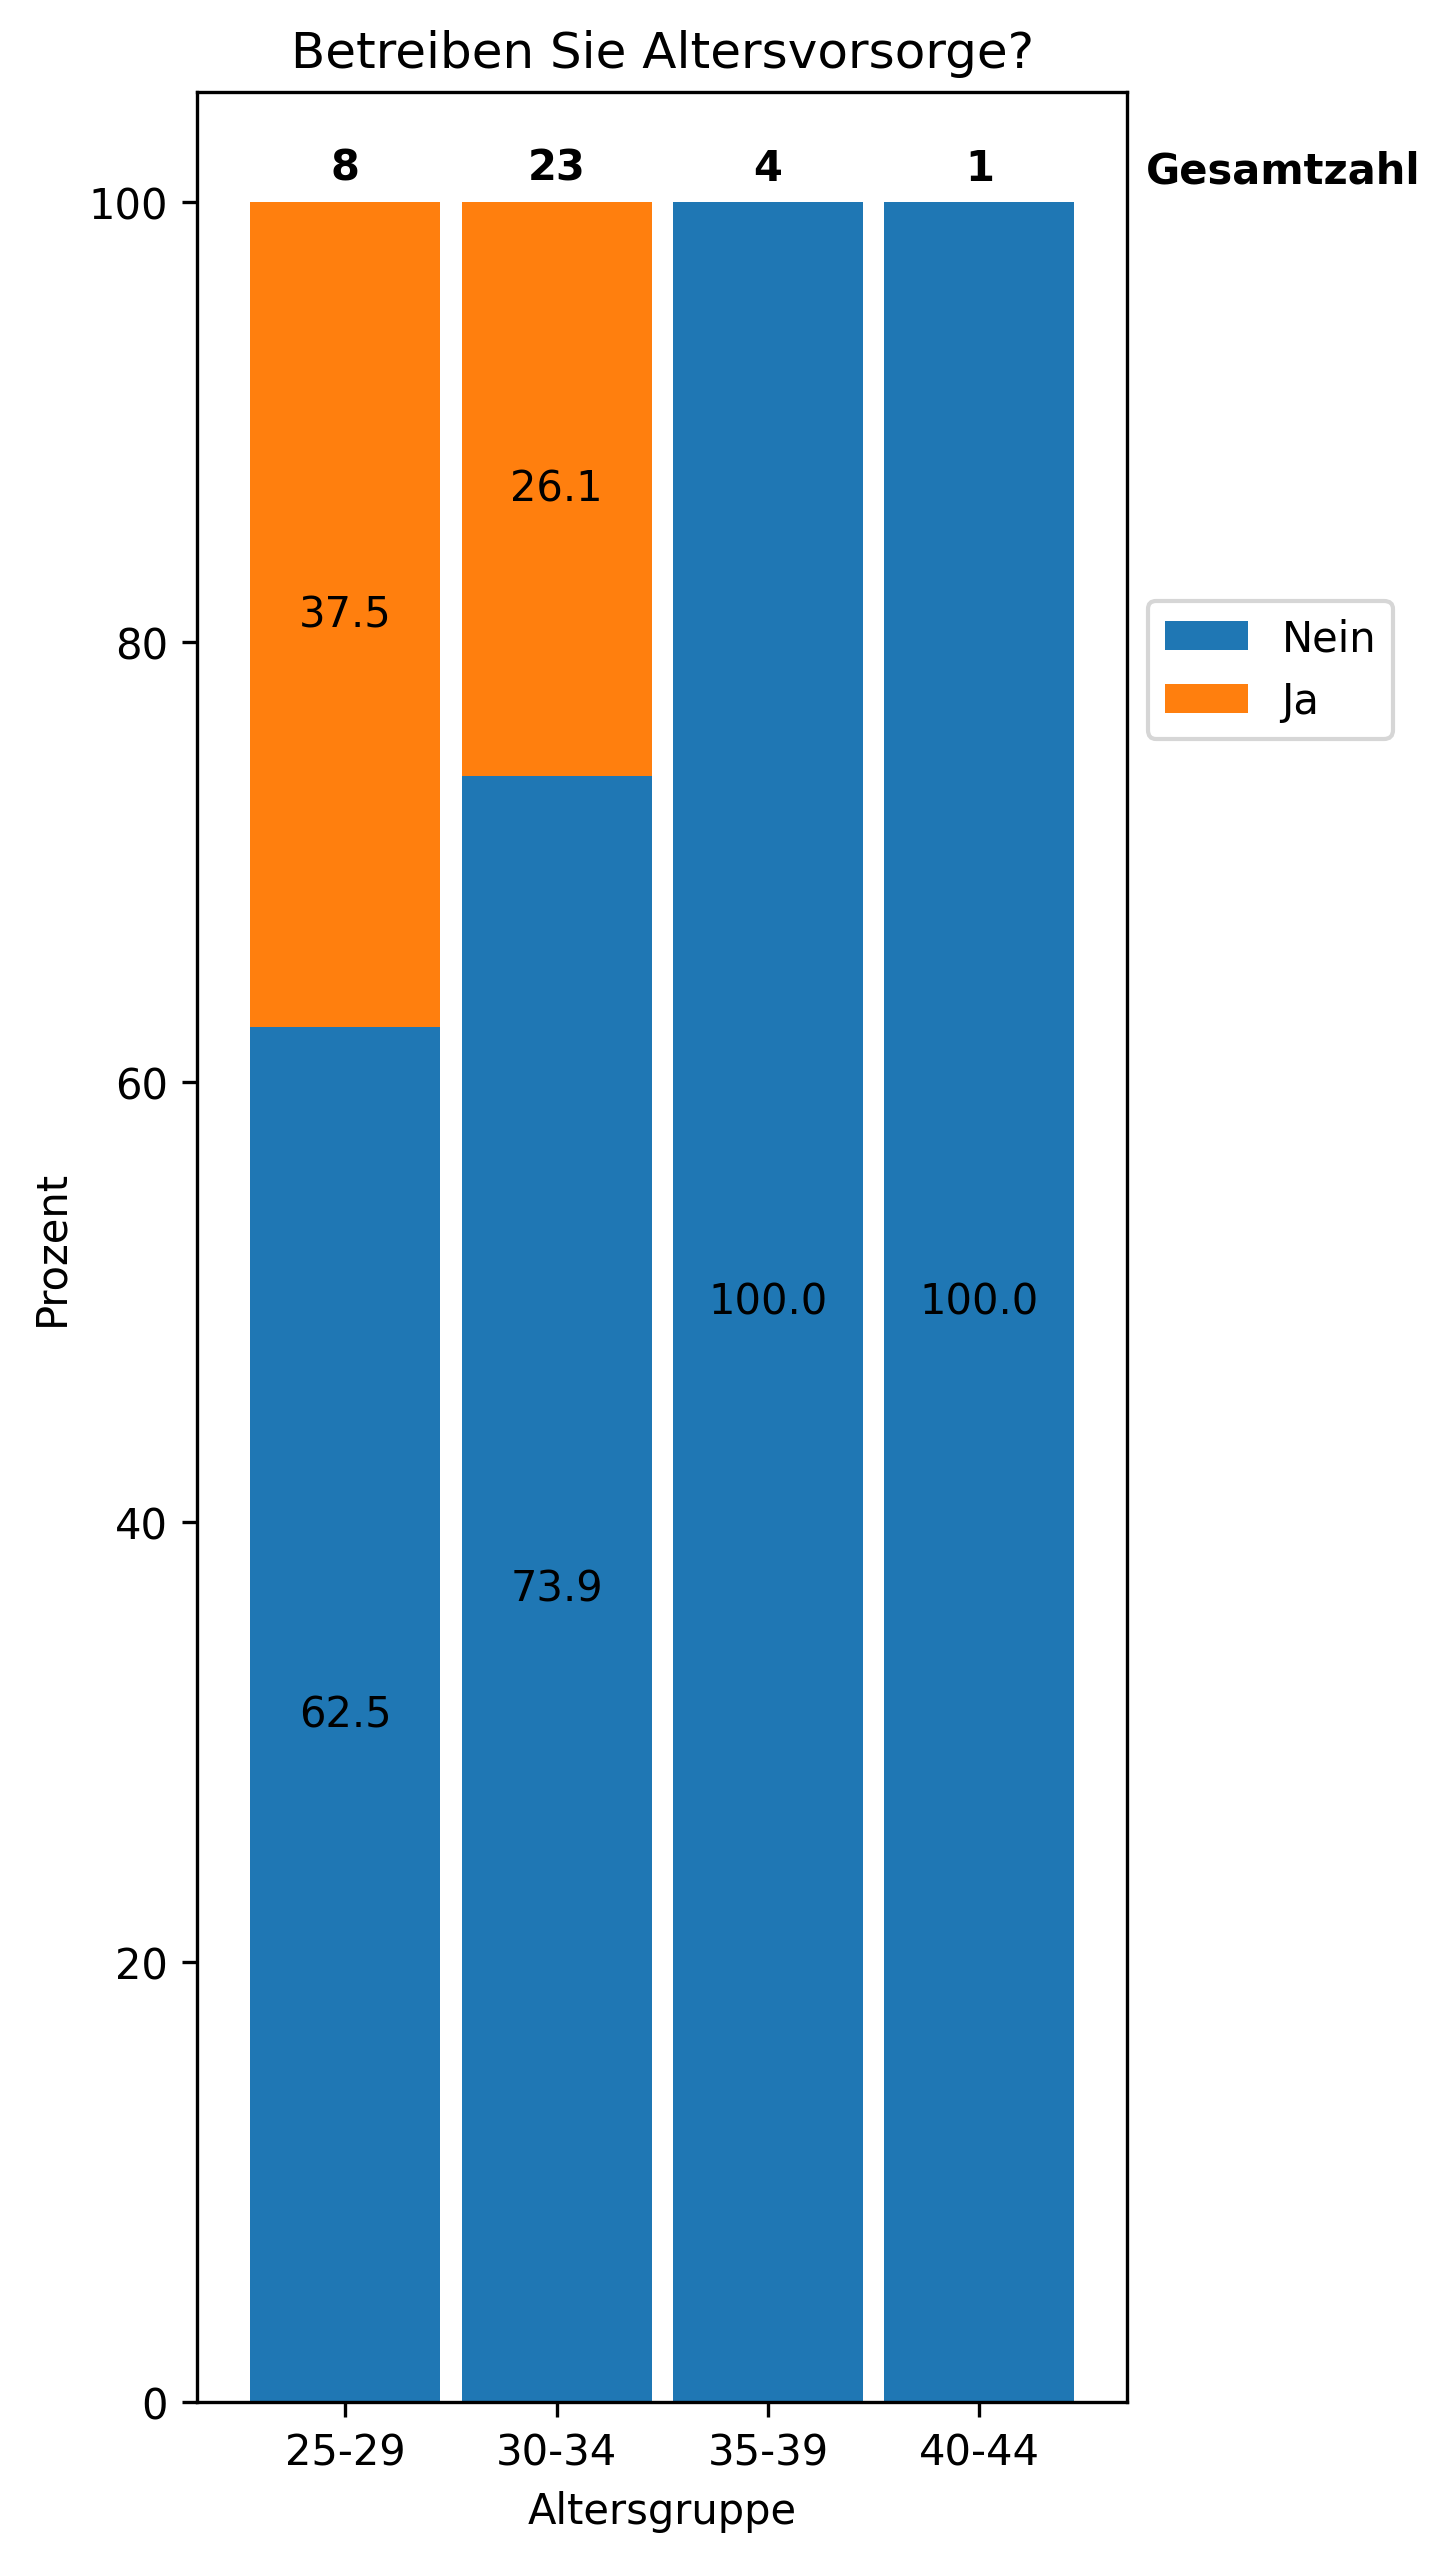 Betreiben Sie Altersvorsorge?
8 23 4 1 Gesamtzahl
100
80
60
40
20
0
Prozent
37.5
26.1
62.5
73.9
100.0
100.0
Nein
Ja
25-29 30-34 35-39 40-44
Altersgruppe